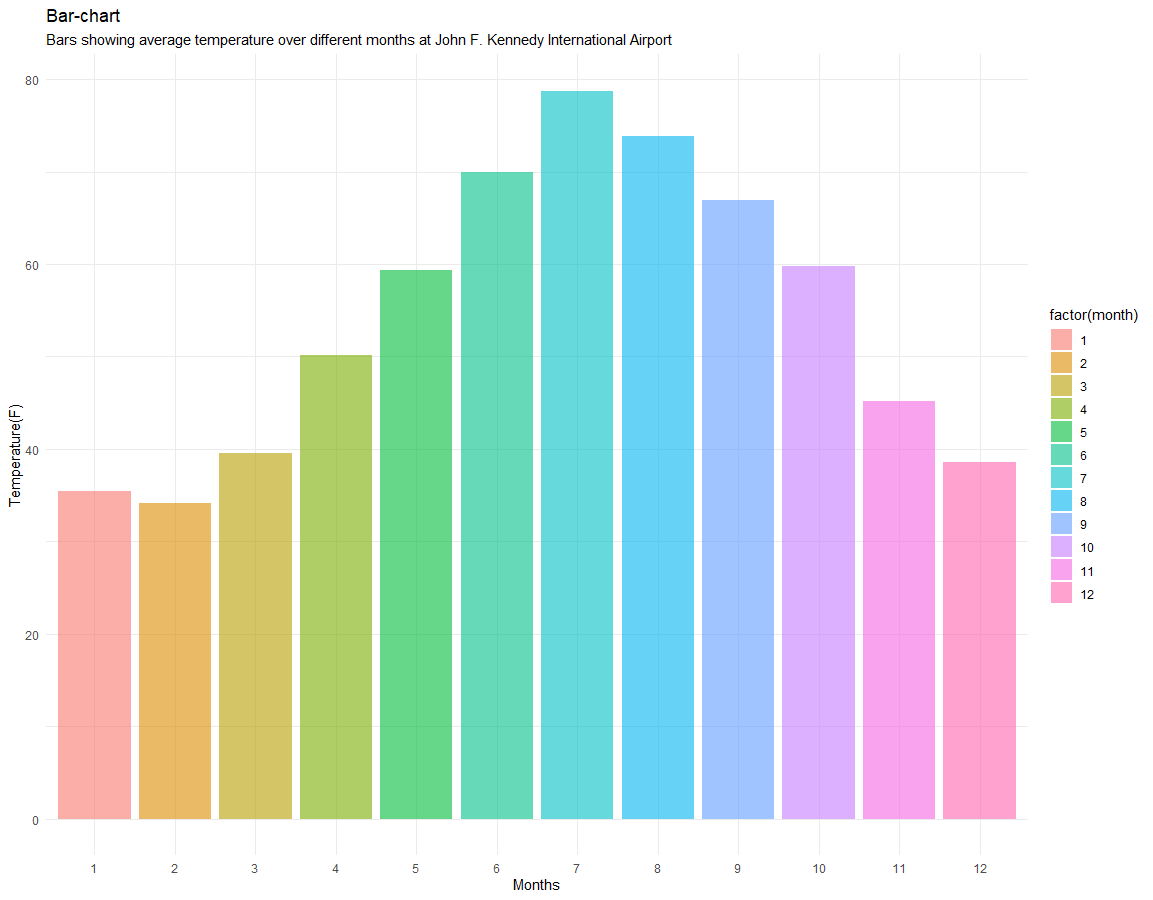 Bar-chart
Bars showing average temperature over different months at John F. Kennedy International Airport
80
60
40
20
0
Temperature(F)
1 2 3 4 5 6 7 8 9 10 11 12
Months
factor(month)
1
2
3
4
5
6
7
8
9
10
11
12